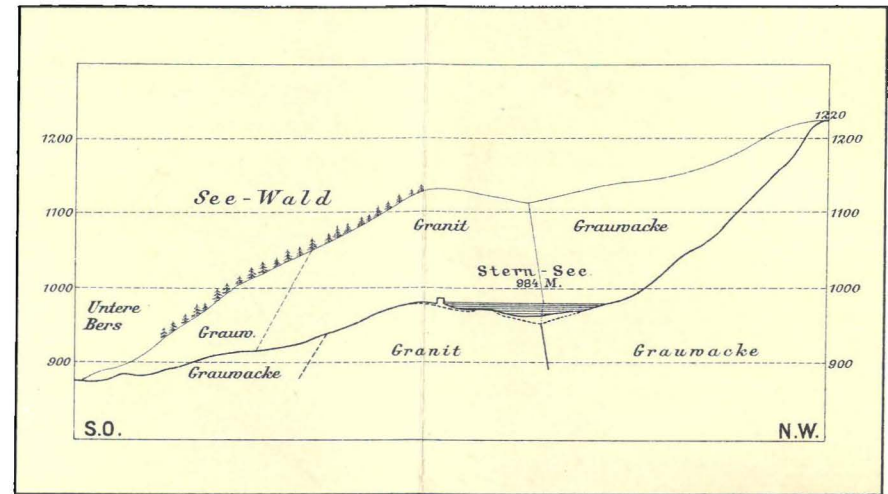 1220
1200
1200
See-Wald
1100
1100
Granit
Grauwacke
Stern-See
984 M.
1000
1000
Untere
Bers
Grauw.
900
Grauwacke
Granit
Grauwacke
900
S.O.
N.W.